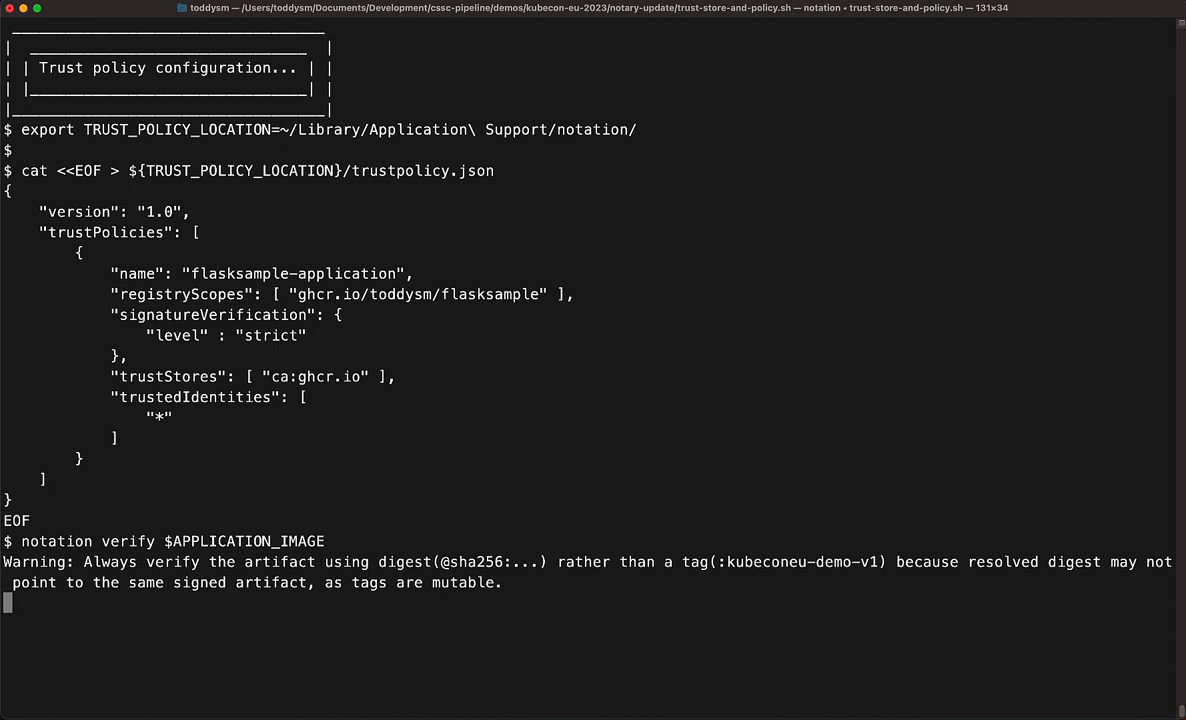 toddysm — /Users/toddysm/Documents/Development/cssc-pipeline/demos/kubecon-eu-2023/notary-update/trust-store-and-policy.sh — notation ◂ trust-store-and-policy.sh — 131×34
Trust policy configuration...
$ export TRUST_POLICY_LOCATION=~/Library/Application\ Support/notation/
$
$ cat <<EOF > ${TRUST_POLICY_LOCATION}/trustpolicy.json
{
    "version": "1.0",
    "trustPolicies": [
        {
            "name": "flasksample-application",
            "registryScopes": [ "ghcr.io/toddysm/flasksample" ],
            "signatureVerification": {
                "level" : "strict"
            },
            "trustStores": [ "ca:ghcr.io" ],
            "trustedIdentities": [
                "*"
            ]
        }
    ]
}
EOF
$ notation verify $APPLICATION_IMAGE
Warning: Always verify the artifact using digest(@sha256:...) rather than a tag(:kubeconeu-demo-v1) because resolved digest may not
 point to the same signed artifact, as tags are mutable.